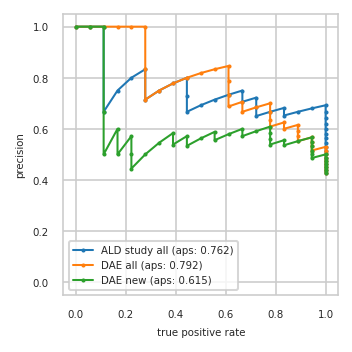 precision
1.0
0.8
0.6
0.4
0.2
0.0
ALD study all (aps: 0.762)
DAE all (aps: 0.792)
DAE new (aps: 0.615)
0.0 0.2 0.4 0.6 0.8 1.0
true positive rate